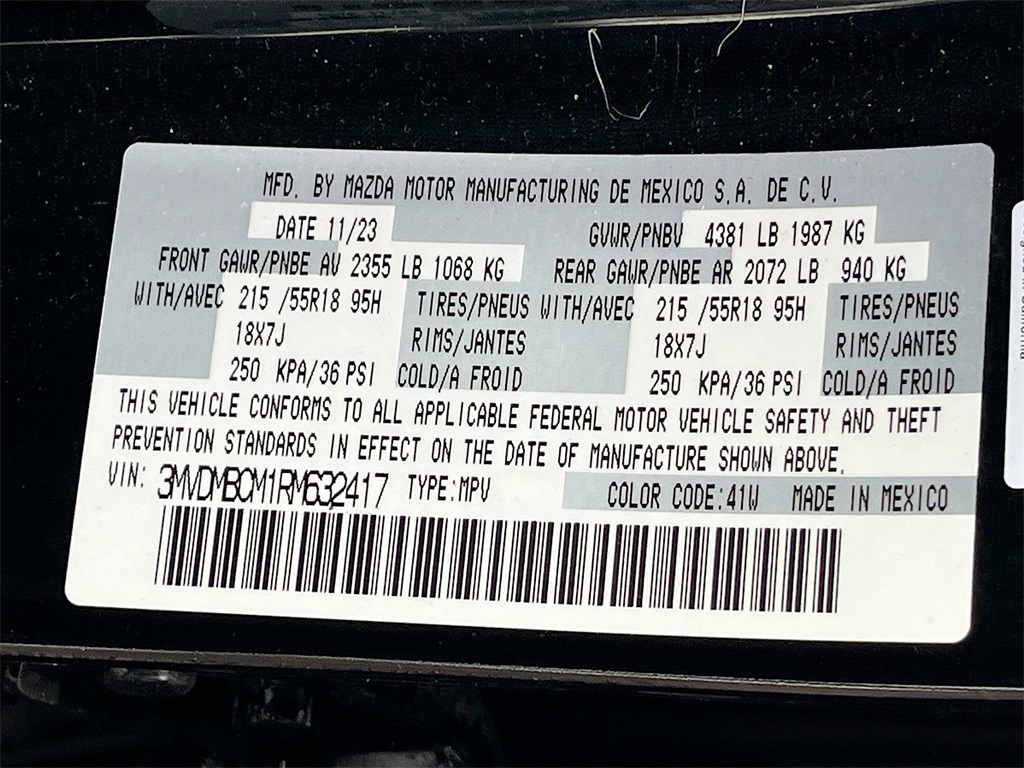 MFD. BY MAZDA MOTOR MANUFACTURING DE MEXICO S.A. DE C.V.
DATE 11/23 GVWR/PNBV 4381 LB 1987 KG
FRONT GAWR/PNBE AV 2355 LB 1068 KG REAR GAWR/PNBE AR 2072 LB 940 KG
WITH/AVEC 215 /55R18 95H TIRES/PNEUS WITH/AVEC 215 /55R18 95H TIRES/PNEUS
18X7J RIMS/JANTES 18X7J RIMS/JANTES
250 KPA/36 PSI COLD/A FROID 250 KPA/36 PSI COLD/A FROID
THIS VEHICLE CONFORMS TO ALL APPLICABLE FEDERAL MOTOR VEHICLE SAFETY AND THEFT
PREVENTION STANDARDS IN EFFECT ON THE DATE OF MANUFACTURE SHOWN ABOVE.
VIN: 3MVDMBCM1RM632417 TYPE:MPV COLOR CODE:41W MADE IN MEXICO